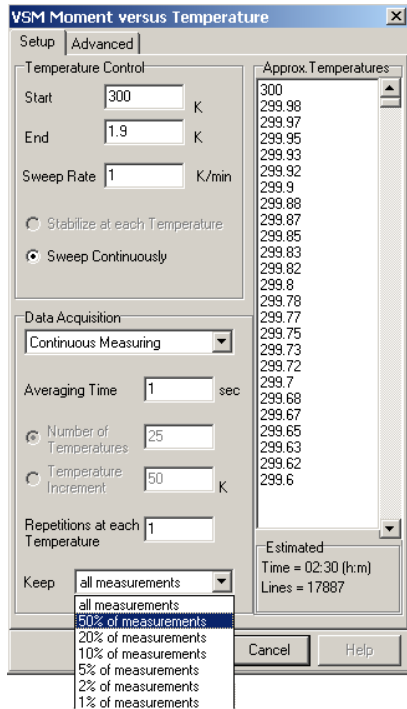 VSM Moment versus Temperature
Setup
Advanced
Temperature Control
Start 300 K
End 1.9 K
Sweep Rate 1 K/min
Stabilize at each Temperature
Sweep Continuously
Data Acquisition
Continuous Measuring
Averaging Time 1 sec
Number of
Temperatures
25
Temperature
Increment
50 K
Repetitions at each
Temperature
1
Keep all measurements
all measurements
50% of measurements
20% of measurements
10% of measurements
5% of measurements
2% of measurements
1% of measurements
Approx. Temperatures
300
299.98
299.97
299.95
299.93
299.92
299.9
299.88
299.87
299.85
299.83
299.82
299.8
299.78
299.77
299.75
299.73
299.72
299.7
299.68
299.67
299.65
299.63
299.62
299.6
Estimated
Time = 02:30 (h:m)
Lines = 17887
Cancel
Help